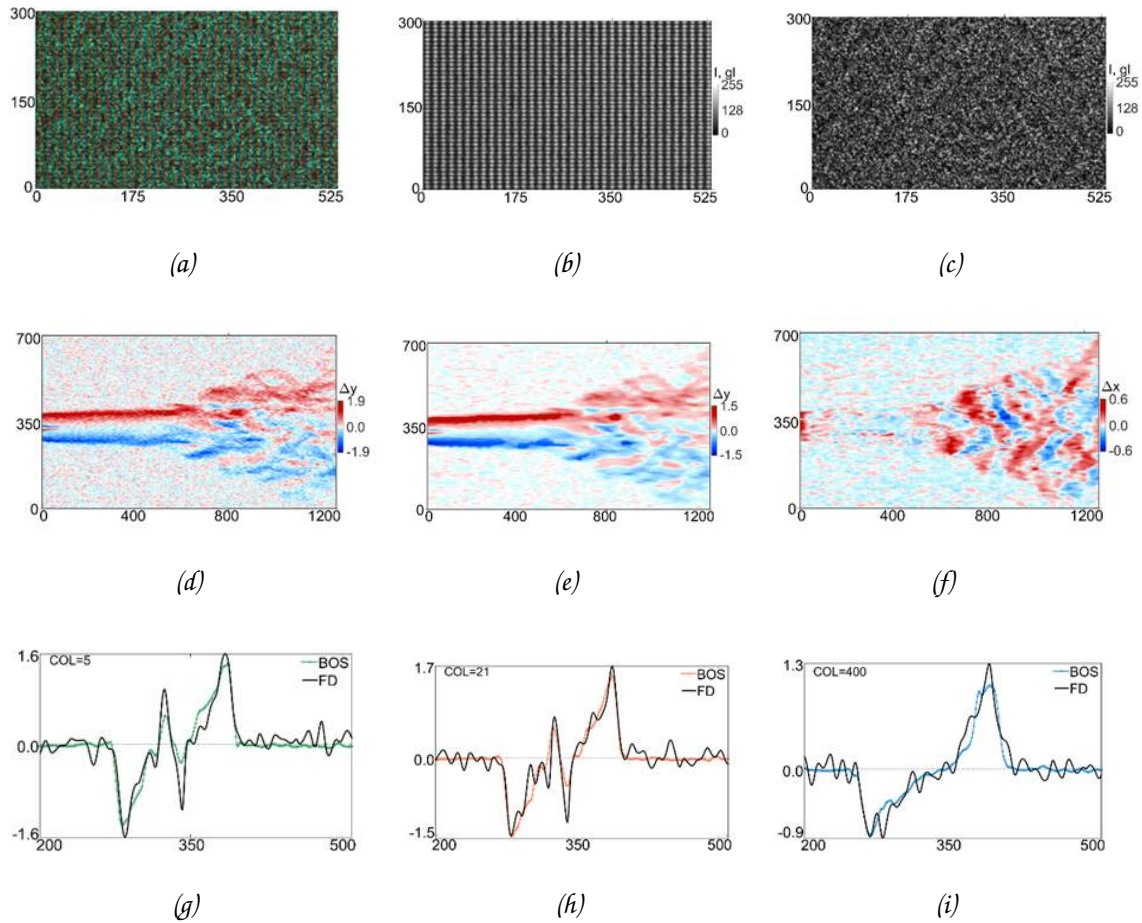 300
150
0
0 175 350 525
300
150
0
0 175 350 525
I, gl
255
128
0
300
150
0
0 175 350 525
I, gl
255
128
0
(a)
(b)
(c)
700
350
0
0 400 800 1200
Δy
1.9
0.0
-1.9
700
350
0
0 400 800 1200
Δy
1.5
0.0
-1.5
700
350
0
0 400 800 1200
Δx
0.6
0.0
-0.6
(d)
(e)
(f)
1.6
0.0
-1.6
200 350 500
COL=5
BOS
FD
1.7
0.0
-1.5
200 350 500
COL=21
BOS
FD
1.3
0.0
-0.9
200 350 500
COL=400
BOS
FD
(g)
(h)
(i)